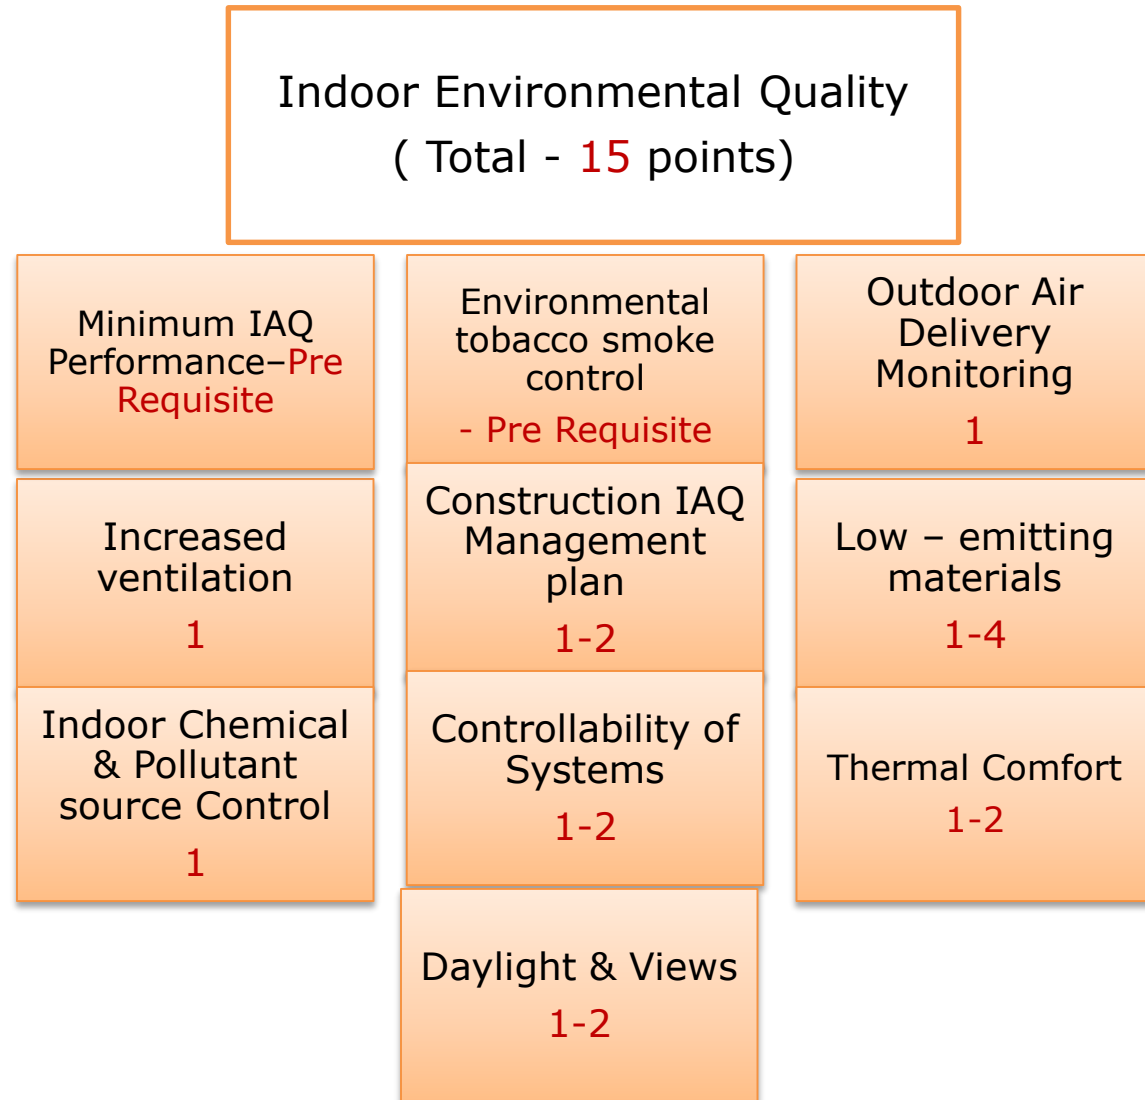 Indoor Environmental Quality
( Total - 15 points)
Minimum IAQ
Performance–Pre
Requisite
Environmental
tobacco smoke
control
- Pre Requisite
Outdoor Air
Delivery
Monitoring
1
Increased
ventilation
1
Construction IAQ
Management
plan
1-2
Low – emitting
materials
1-4
Indoor Chemical
& Pollutant
source Control
1
Controllability of
Systems
1-2
Thermal Comfort
1-2
Daylight & Views
1-2